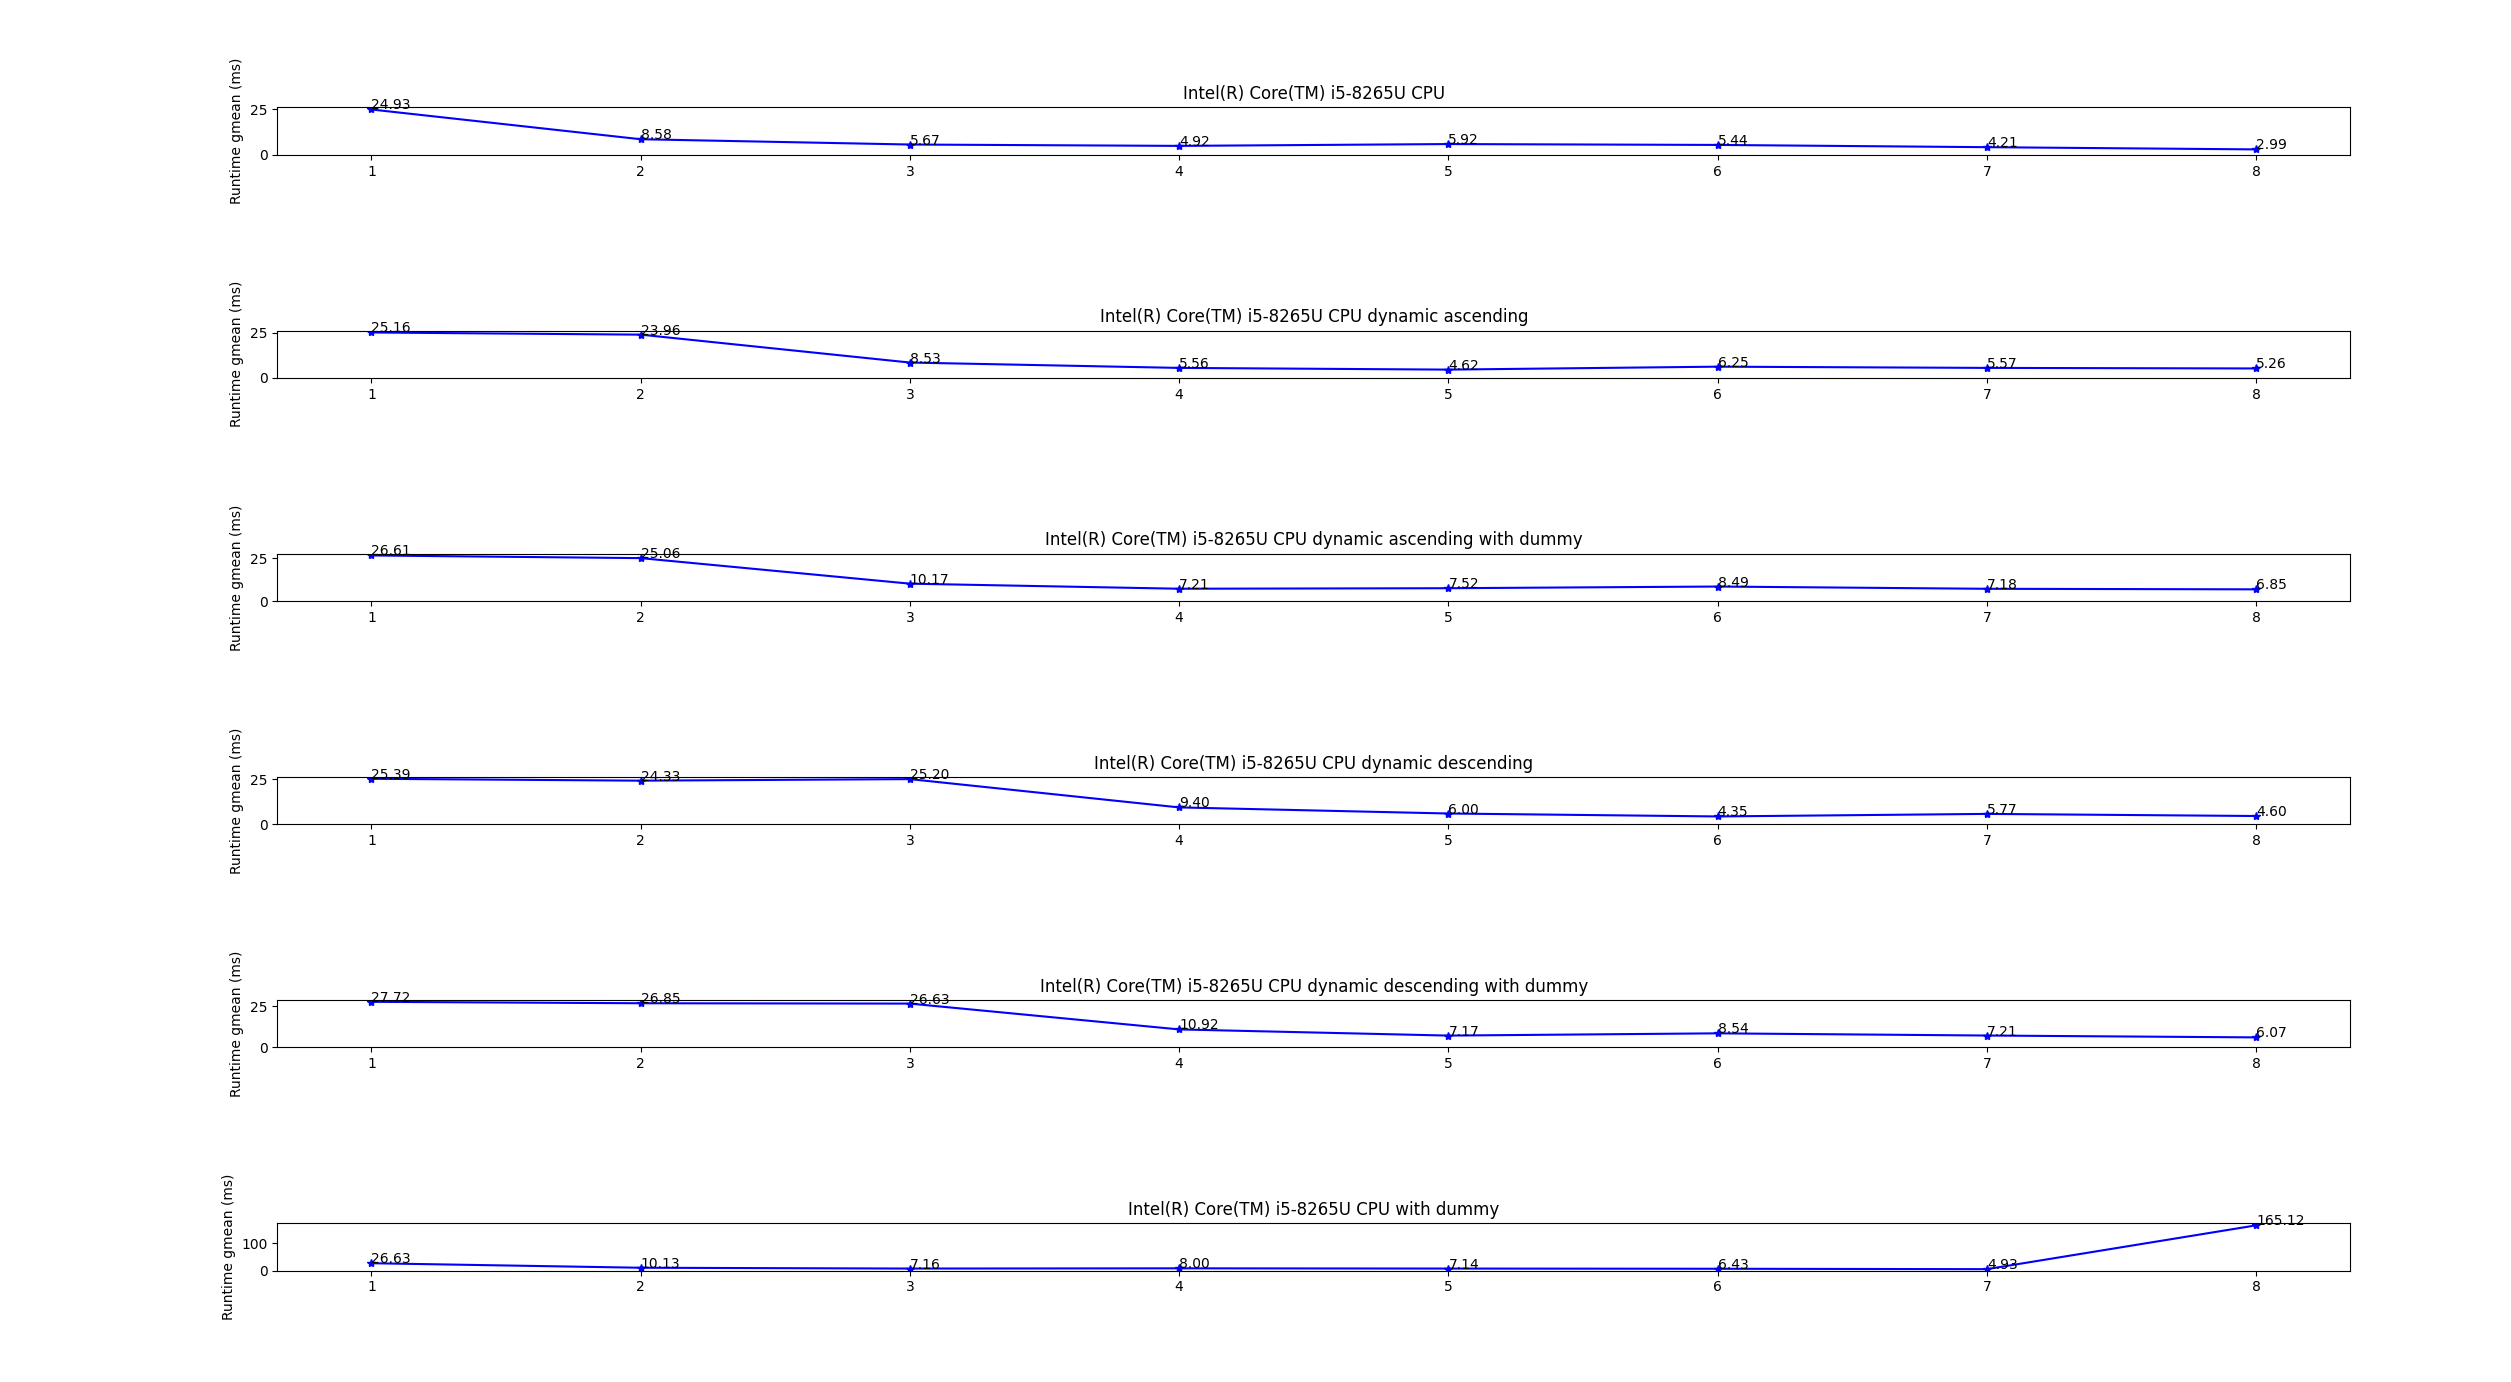 Intel(R) Core(TM) i5-8265U CPU
Runtime gmean (ms)
25
0
24.93 8.58 5.67 4.92 5.92 5.44 4.21 2.99
1 2 3 4 5 6 7 8
Intel(R) Core(TM) i5-8265U CPU dynamic ascending
Runtime gmean (ms)
25
0
25.16 23.96 8.53 5.56 4.62 6.25 5.57 5.26
1 2 3 4 5 6 7 8
Intel(R) Core(TM) i5-8265U CPU dynamic ascending with dummy
Runtime gmean (ms)
25
0
26.61 25.06 10.17 7.21 7.52 8.49 7.18 6.85
1 2 3 4 5 6 7 8
Intel(R) Core(TM) i5-8265U CPU dynamic descending
Runtime gmean (ms)
25
0
25.39 24.33 25.20 9.40 6.00 4.35 5.77 4.60
1 2 3 4 5 6 7 8
Intel(R) Core(TM) i5-8265U CPU dynamic descending with dummy
Runtime gmean (ms)
25
0
27.72 26.85 26.63 10.92 7.17 8.54 7.21 6.07
1 2 3 4 5 6 7 8
Intel(R) Core(TM) i5-8265U CPU with dummy
Runtime gmean (ms)
100
0
26.63 10.13 7.16 8.00 7.14 6.43 4.93 165.12
1 2 3 4 5 6 7 8